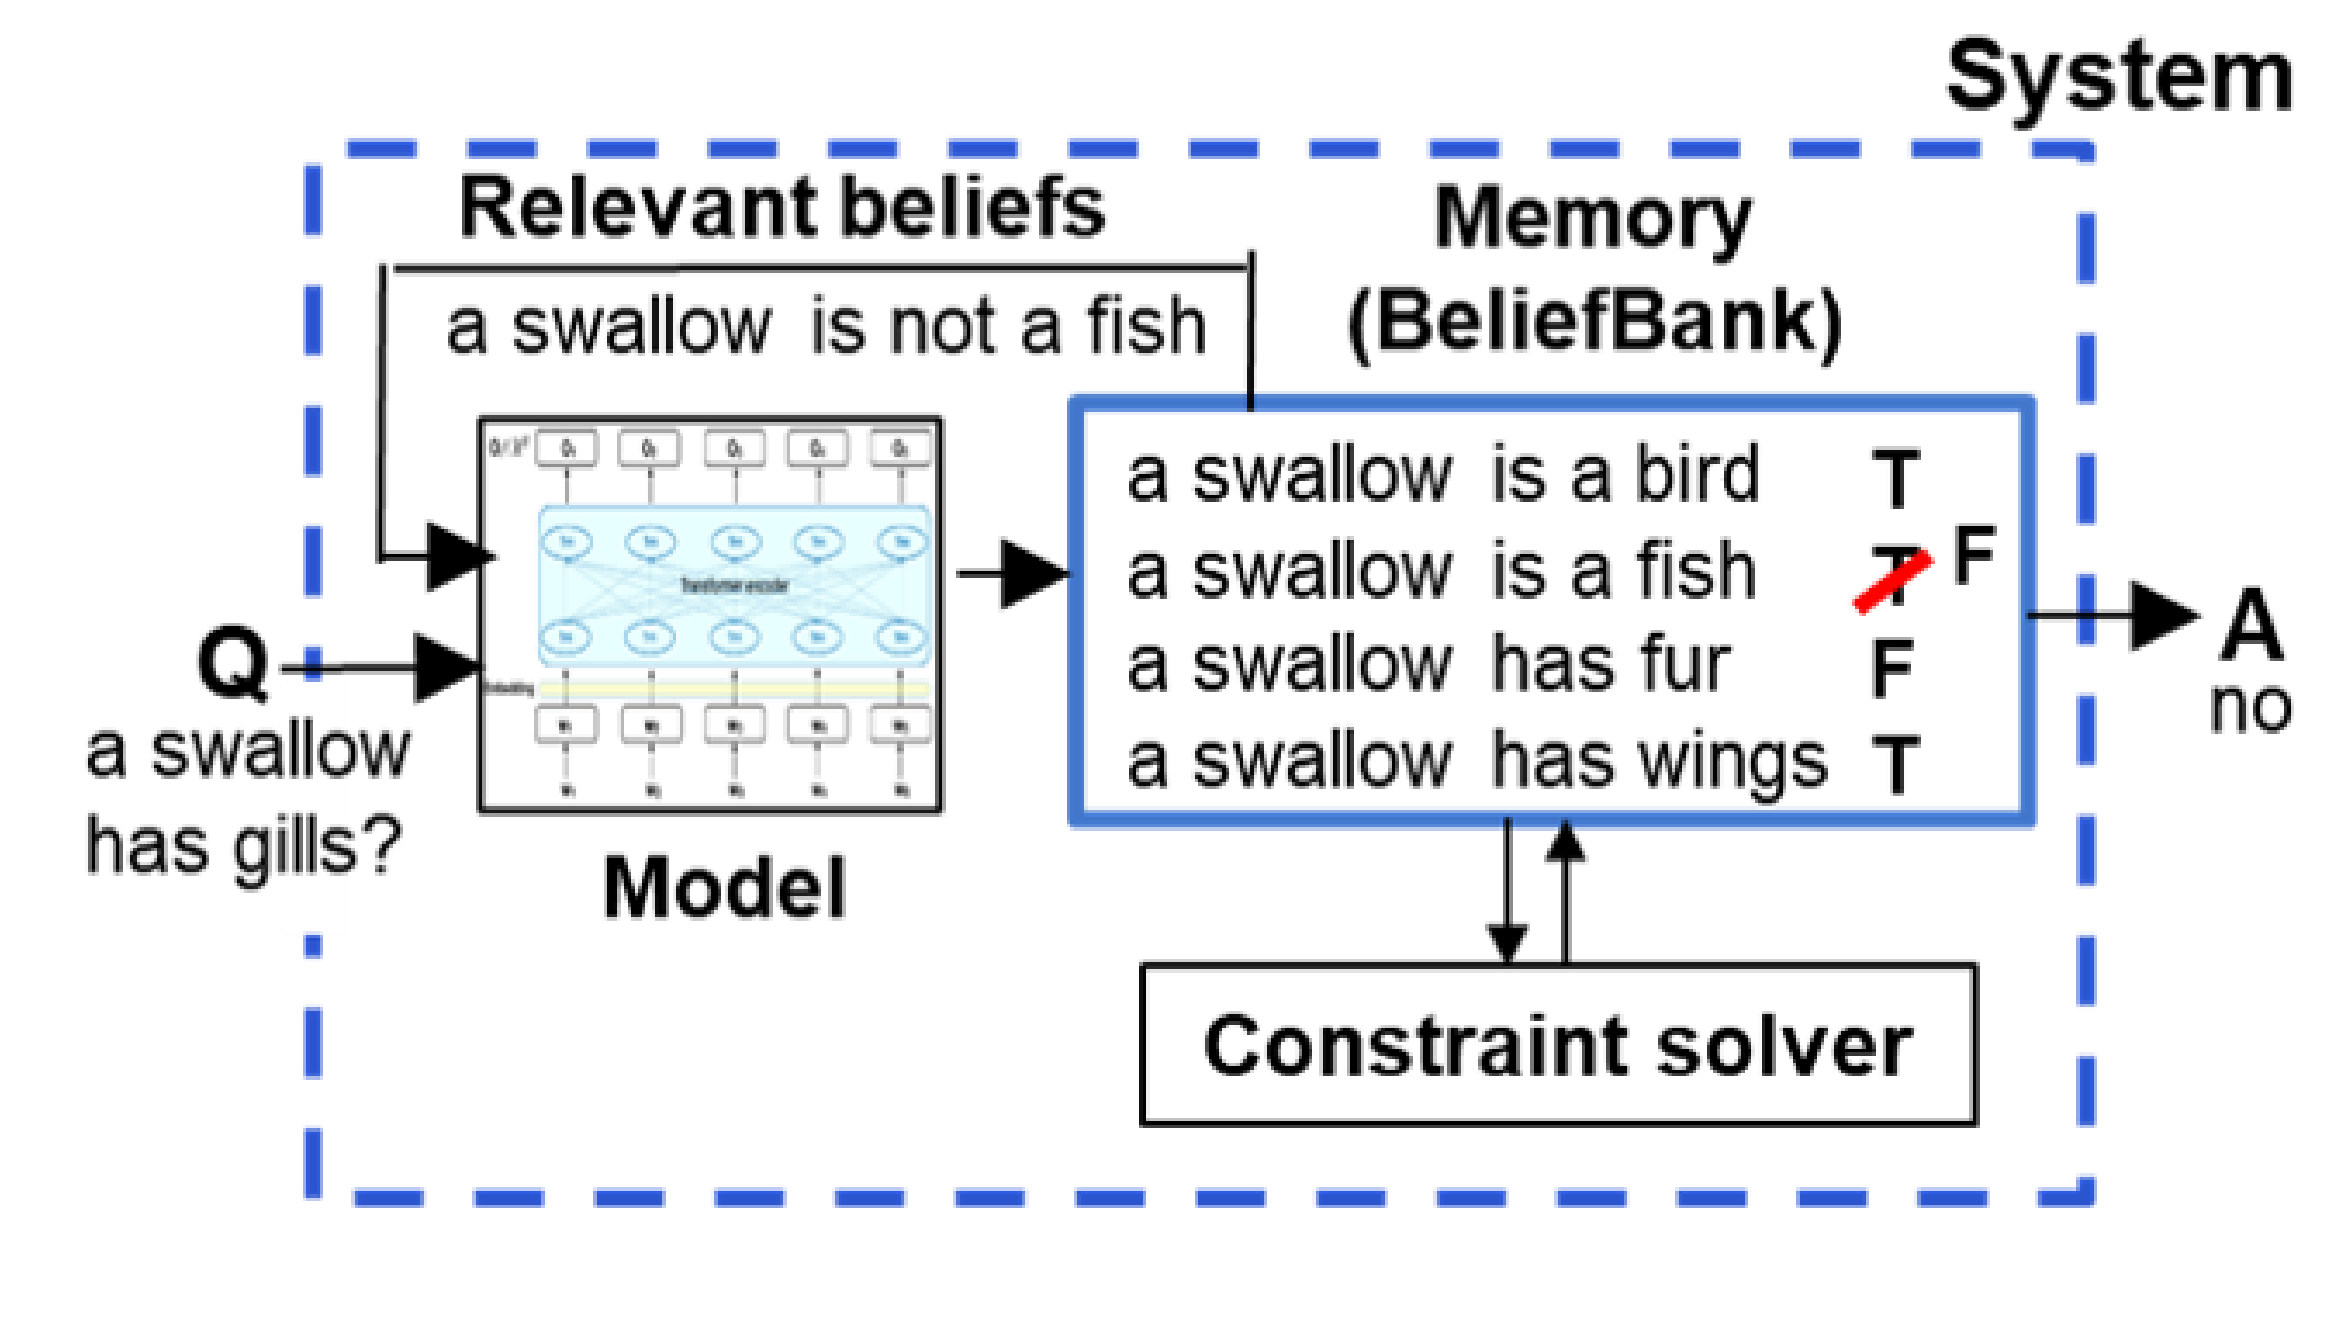 System
Relevant beliefs
a swallow is not a fish
Memory
(BeliefBank)
Q
a swallow
has gills?
Model
a swallow is a bird T
a swallow is a fish T F
a swallow has fur F
a swallow has wings T
Constraint solver
A
no